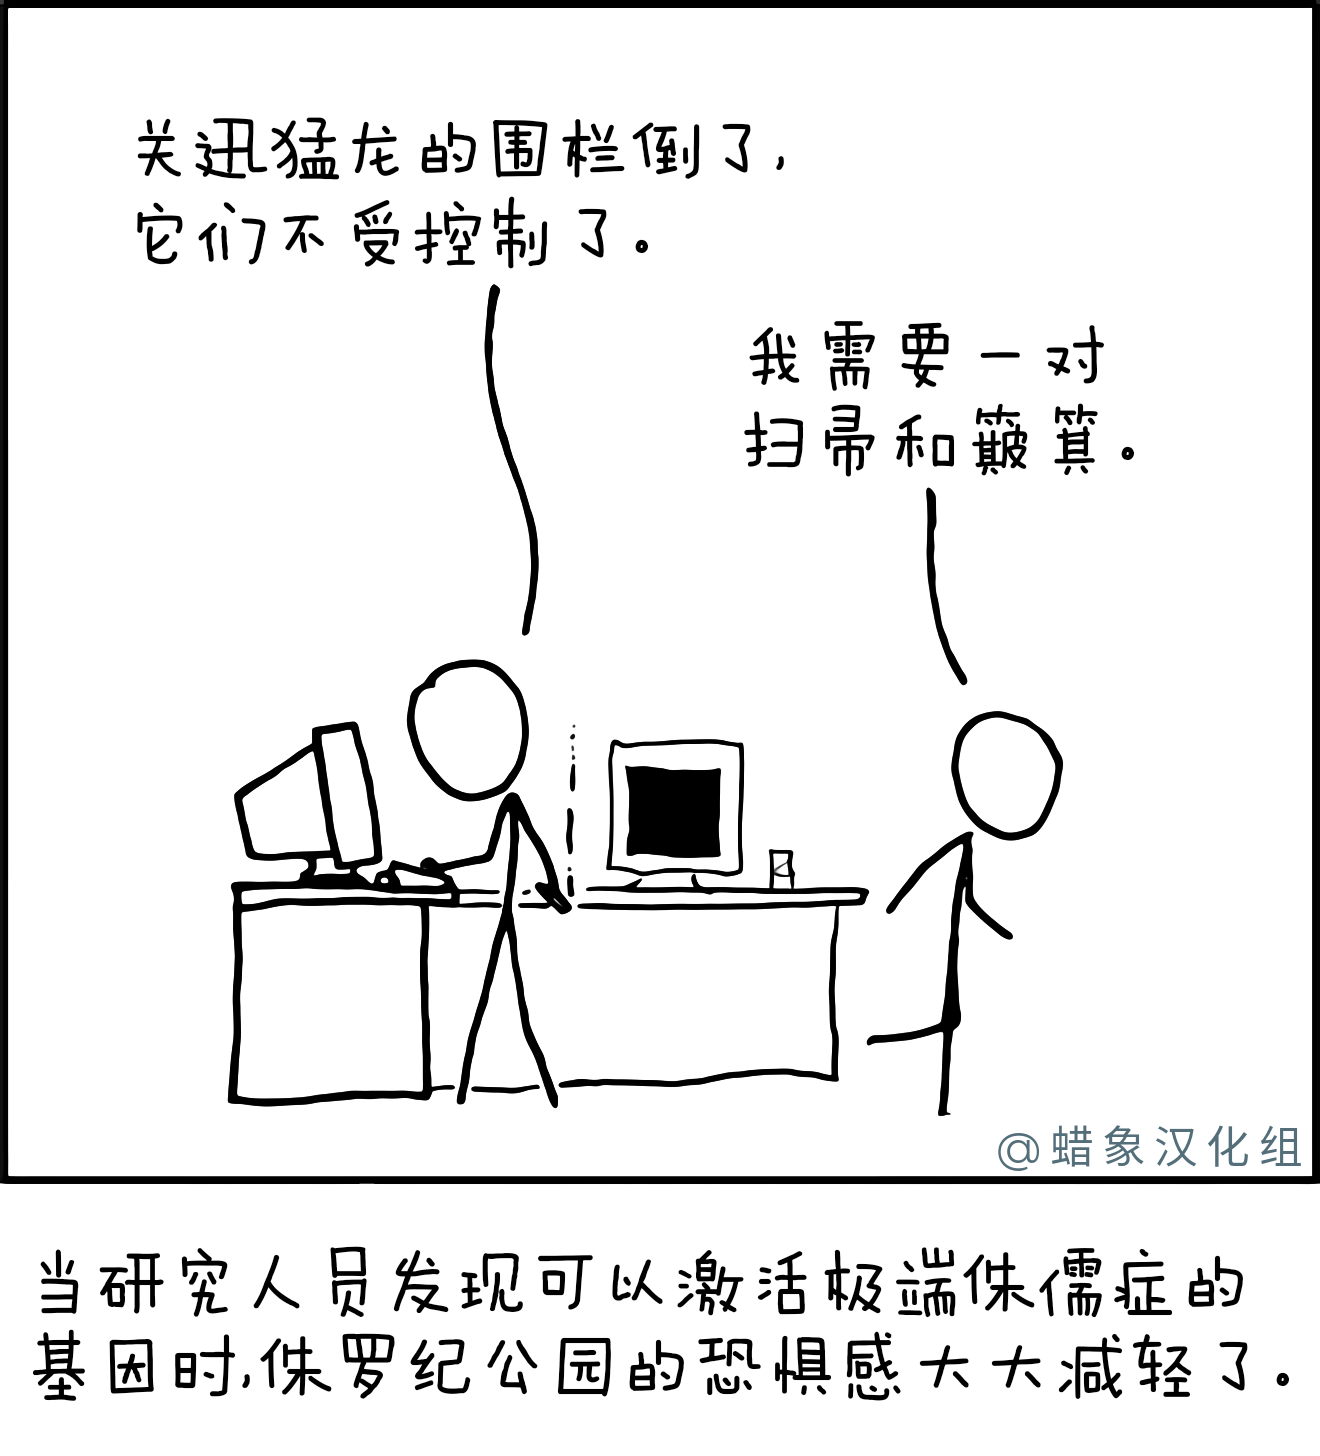 关迅猛龙的围栏倒了,
它们不受控制了。
我需要一对
扫帚和簸箕。
@蜡象汉化组
当研究人员发现可以激活极端侏儒症的
基因时,侏罗纪公园的恐惧感大大减轻了。